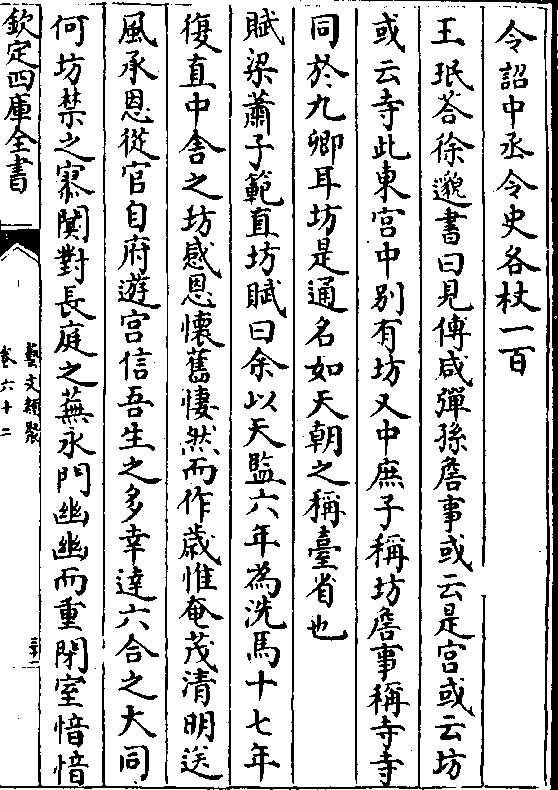 令詔中丞令史各杖一百
王珉荅徐邈書曰見傅咸彈孫詹事或云是宫或云坊
或云寺此東宫中别有坊又中庶子稱坊詹事稱寺寺
同於九卿耳坊是通名如天朝之稱臺省也
賦梁蕭子範直坊賦曰余以天監六年為洗馬十七年
復直中舎之坊感恩懐舊悽然而作歳惟奄茂清明送
風承恩從官自府遊宫信吾生之多幸達六合之大同
何坊禁之寥闃對長庭之蕪永門幽幽而重閉室愔愔
欽定四庫全書
藝文類聚
卷六十二